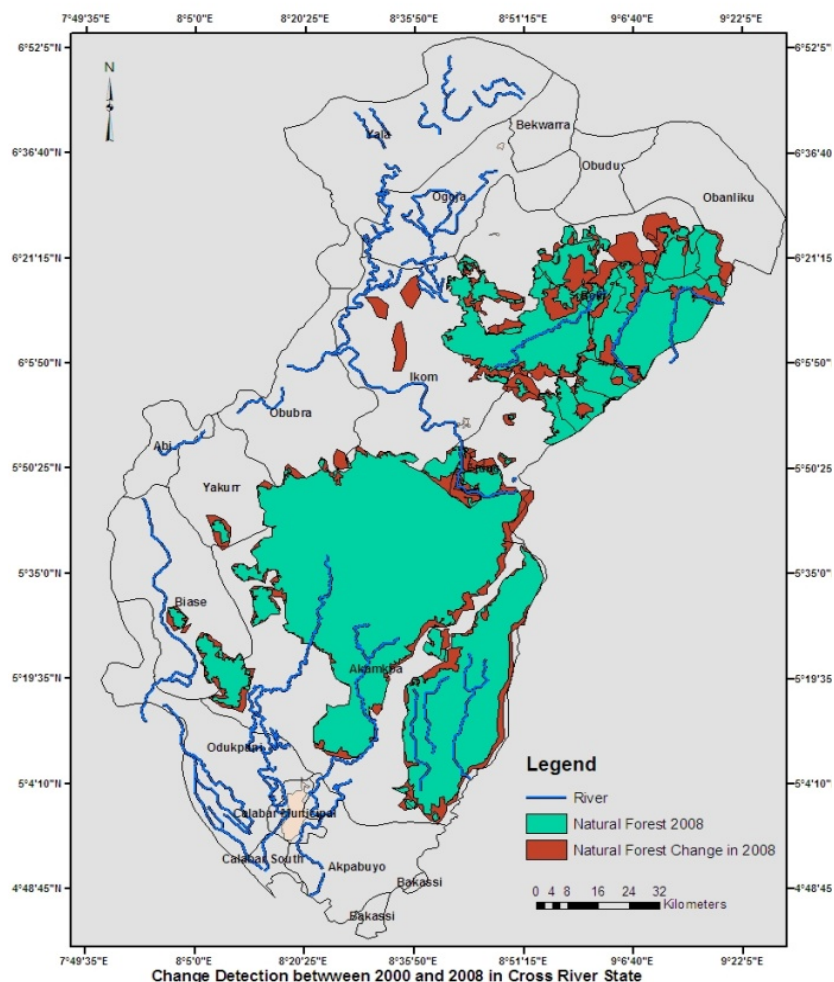 7°49'35"E 8°5'0"E 8°20'25"E 8°35'50"E 8°51'15"E 9°6'40"E 9°22'5"E
6°52'5"N 6°52'5"N
N
Bekwarra
Yala
6°36'40"N 6°36'40"N
Obudu
Ogoja
Obanliku
6°21'15"N 6°21'15"N
6°5'50"N 6°5'50"N
Ikom
Obubra
Abi
5°50'25"N 5°50'25"N
Yakurr
5°35'0"N 5°35'0"N
Biase
Akamkpa
5°19'35"N 5°19'35"N
Odukpani
Legend
5°4'10"N 5°4'10"N
River
Calabar Municipal
Natural Forest 2008
Calabar South
Natural Forest Change in 2008
Akpabuyo
Bakassi
4°48'45"N 4°48'45"N
0 4 8 16 24 32
Kilometers
Bakassi
7°49'35"E 8°5'0"E 8°20'25"E 8°35'50"E 8°51'15"E 9°6'40"E 9°22'5"E
Change Detection betwween 2000 and 2008 in Cross River State